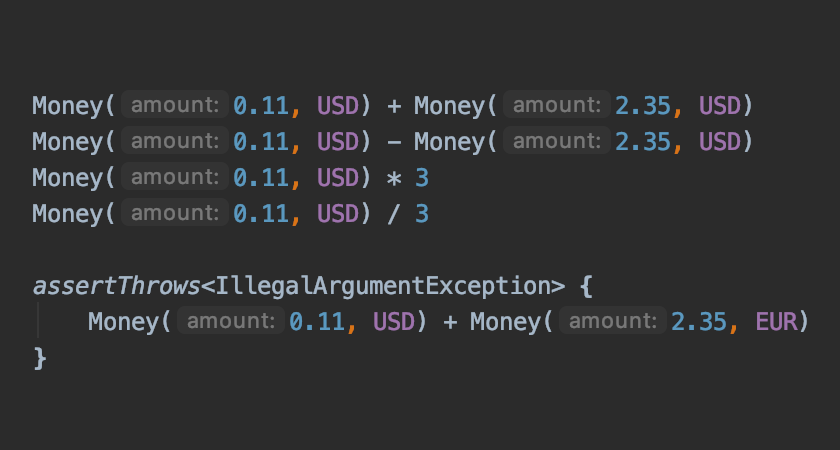 Money( amount: 0.11, USD) + Money( amount: 2.35, USD)
Money( amount: 0.11, USD) - Money( amount: 2.35, USD)
Money( amount: 0.11, USD) * 3
Money( amount: 0.11, USD) / 3
assertThrows<IllegalArgumentException> {
Money( amount: 0.11, USD) + Money( amount: 2.35, EUR)
}